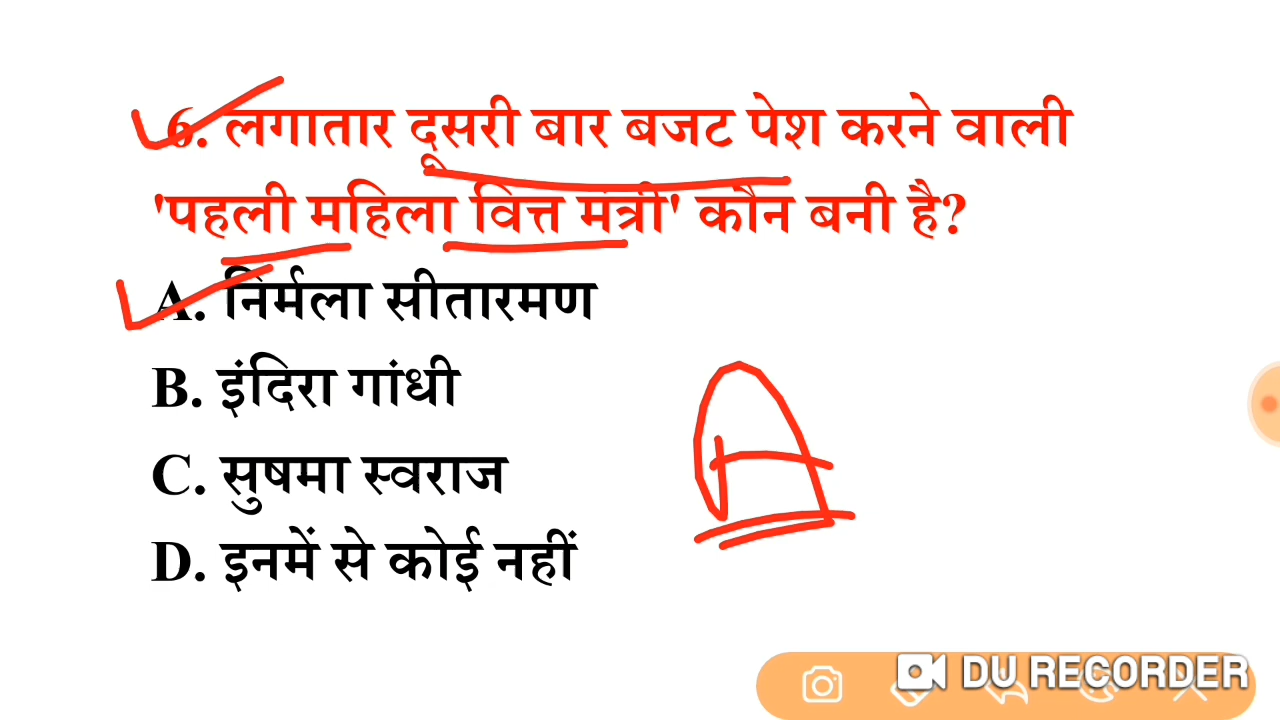 6. लगातार दूसरी बार बजट पेश करने वाली
'पहली महिला वित्त मंत्री' कौन बनी है?
A. निर्मला सीतारमण
B. इंदिरा गांधी
C. सुषमा स्वराज
D. इनमें से कोई नहीं
A
DU RECORDER